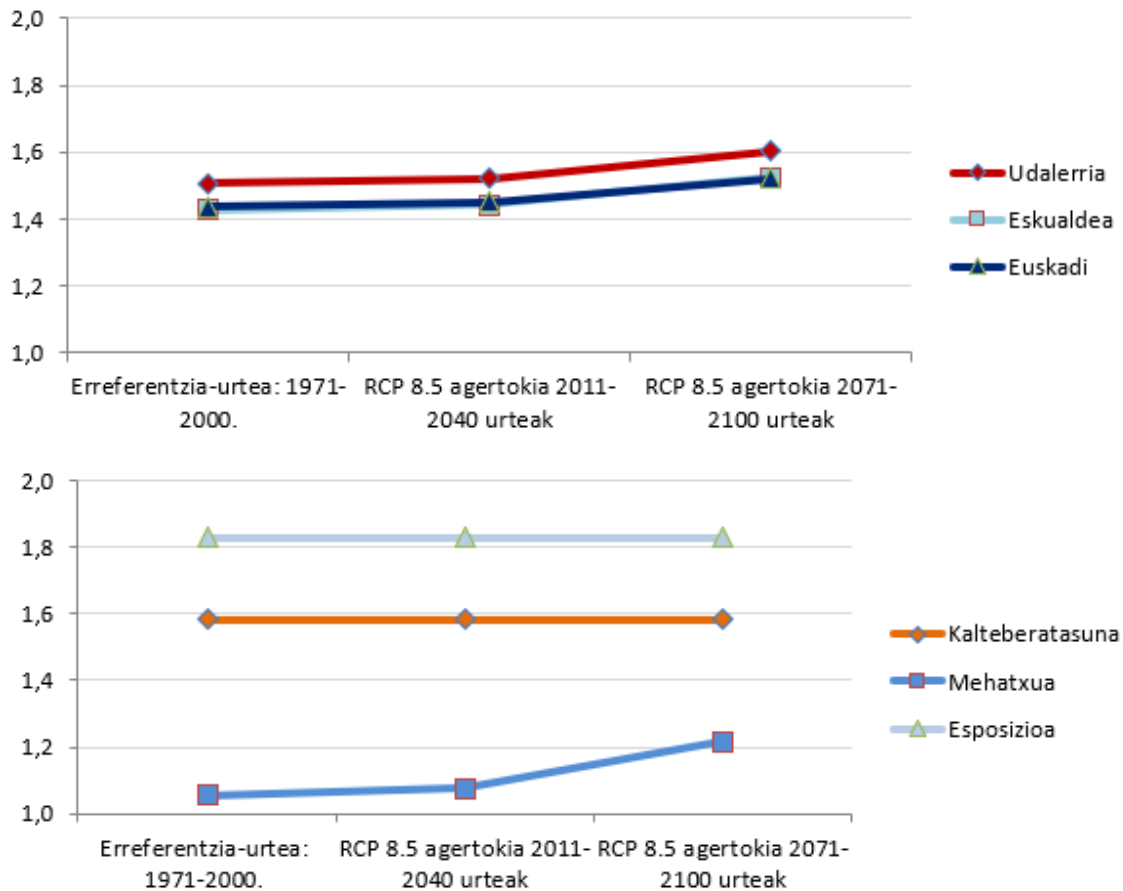 2,0
1,8
1,6
1,4
1,2
1,0
Erreferentzia-urtea: 1971-
2000.
RCP 8.5 agertokia 2011-
2040 urteak
RCP 8.5 agertokia 2071-
2100 urteak
Udalerria
Eskualdea
Euskadi
2,0
1,8
1,6
1,4
1,2
1,0
Erreferentzia-urtea:
1971-2000.
RCP 8.5 agertokia 2011-
2040 urteak
RCP 8.5 agertokia 2071-
2100 urteak
Kalteberatasuna
Mehatxua
Esposizioa